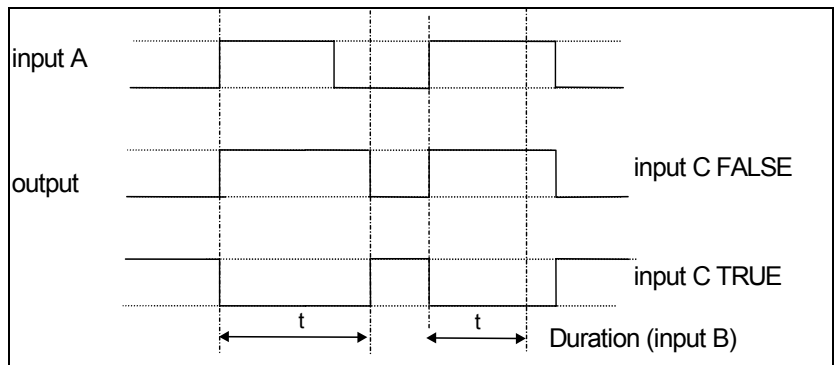 input A
output
input C FALSE
input C TRUE
t
t
Duration (input B)